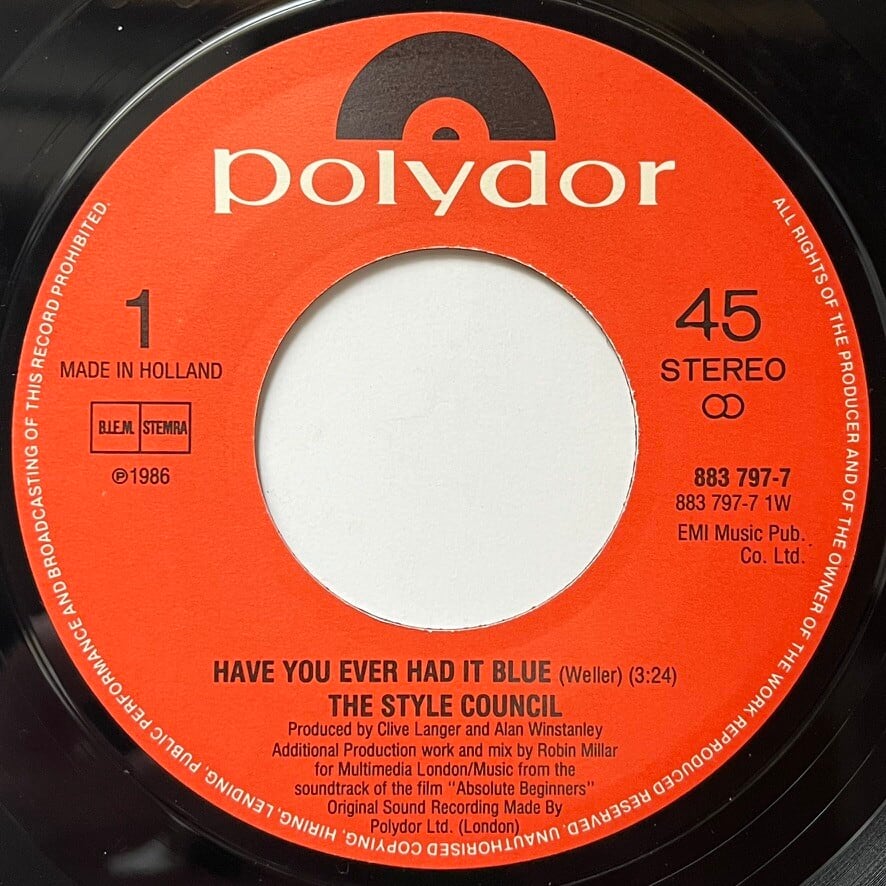 polydor
1
MADE IN HOLLAND
B.I.E.M. STEMRA
℗1986
45
STEREO
883 797-7
883 797-7 1W
EMI Music Pub.
Co. Ltd.
HAVE YOU EVER HAD IT BLUE (Weller) (3:24)
THE STYLE COUNCIL
Produced by Clive Langer and Alan Winstanley
Additional Production work and mix by Robin Millar
for Multimedia London/Music from the
soundtrack of the film "Absolute Beginners"
Original Sound Recording Made By
Polydor Ltd. (London)
ALL RIGHTS OF THE PRODUCER AND OF THE OWNER OF THE WORK REPRODUCED RESERVED. UNAUTHORISED COPYING, HIRING, LENDING, PUBLIC PERFORMANCE AND BROADCASTING OF THIS RECORD PROHIBITED.